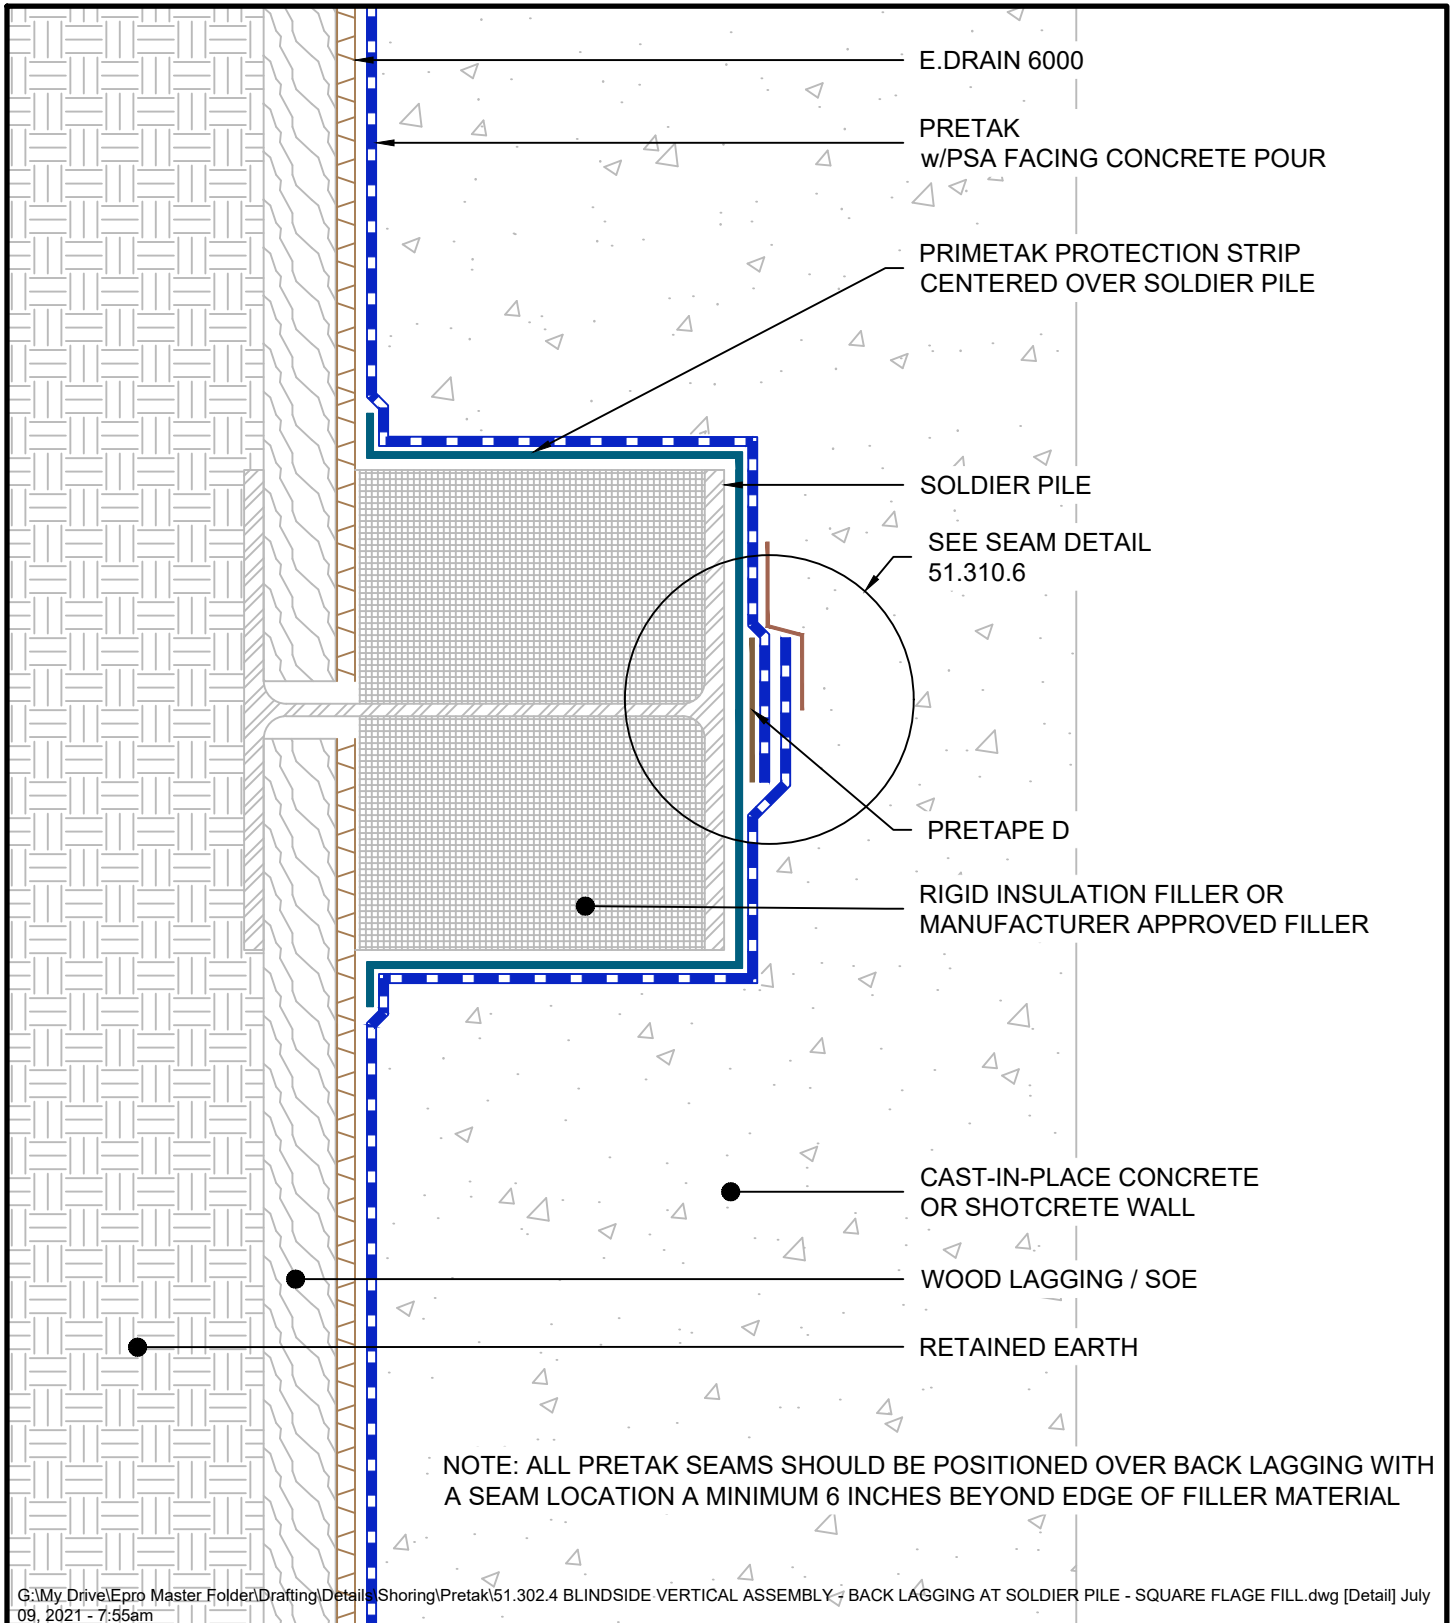 E.DRAIN 6000
PRETAK
w/PSA FACING CONCRETE POUR
PRIMETAK PROTECTION STRIP
CENTERED OVER SOLDIER PILE
SOLDIER PILE
SEE SEAM DETAIL
51.310.6
PRETAPE D
RIGID INSULATION FILLER OR
MANUFACTURER APPROVED FILLER
CAST-IN-PLACE CONCRETE
OR SHOTCRETE WALL
WOOD LAGGING / SOE
RETAINED EARTH
NOTE: ALL PRETAK SEAMS SHOULD BE POSITIONED OVER BACK LAGGING WITH
A SEAM LOCATION A MINIMUM 6 INCHES BEYOND EDGE OF FILLER MATERIAL
G:\My Drive\Epro Master Folder\Drafting\Details\Shoring\Pretak\51.302.4 BLINDSIDE VERTICAL ASSEMBLY - BACK LAGGING AT SOLDIER PILE - SQUARE FLAGE FILL.dwg [Detail] July
09, 2021 - 7:55am